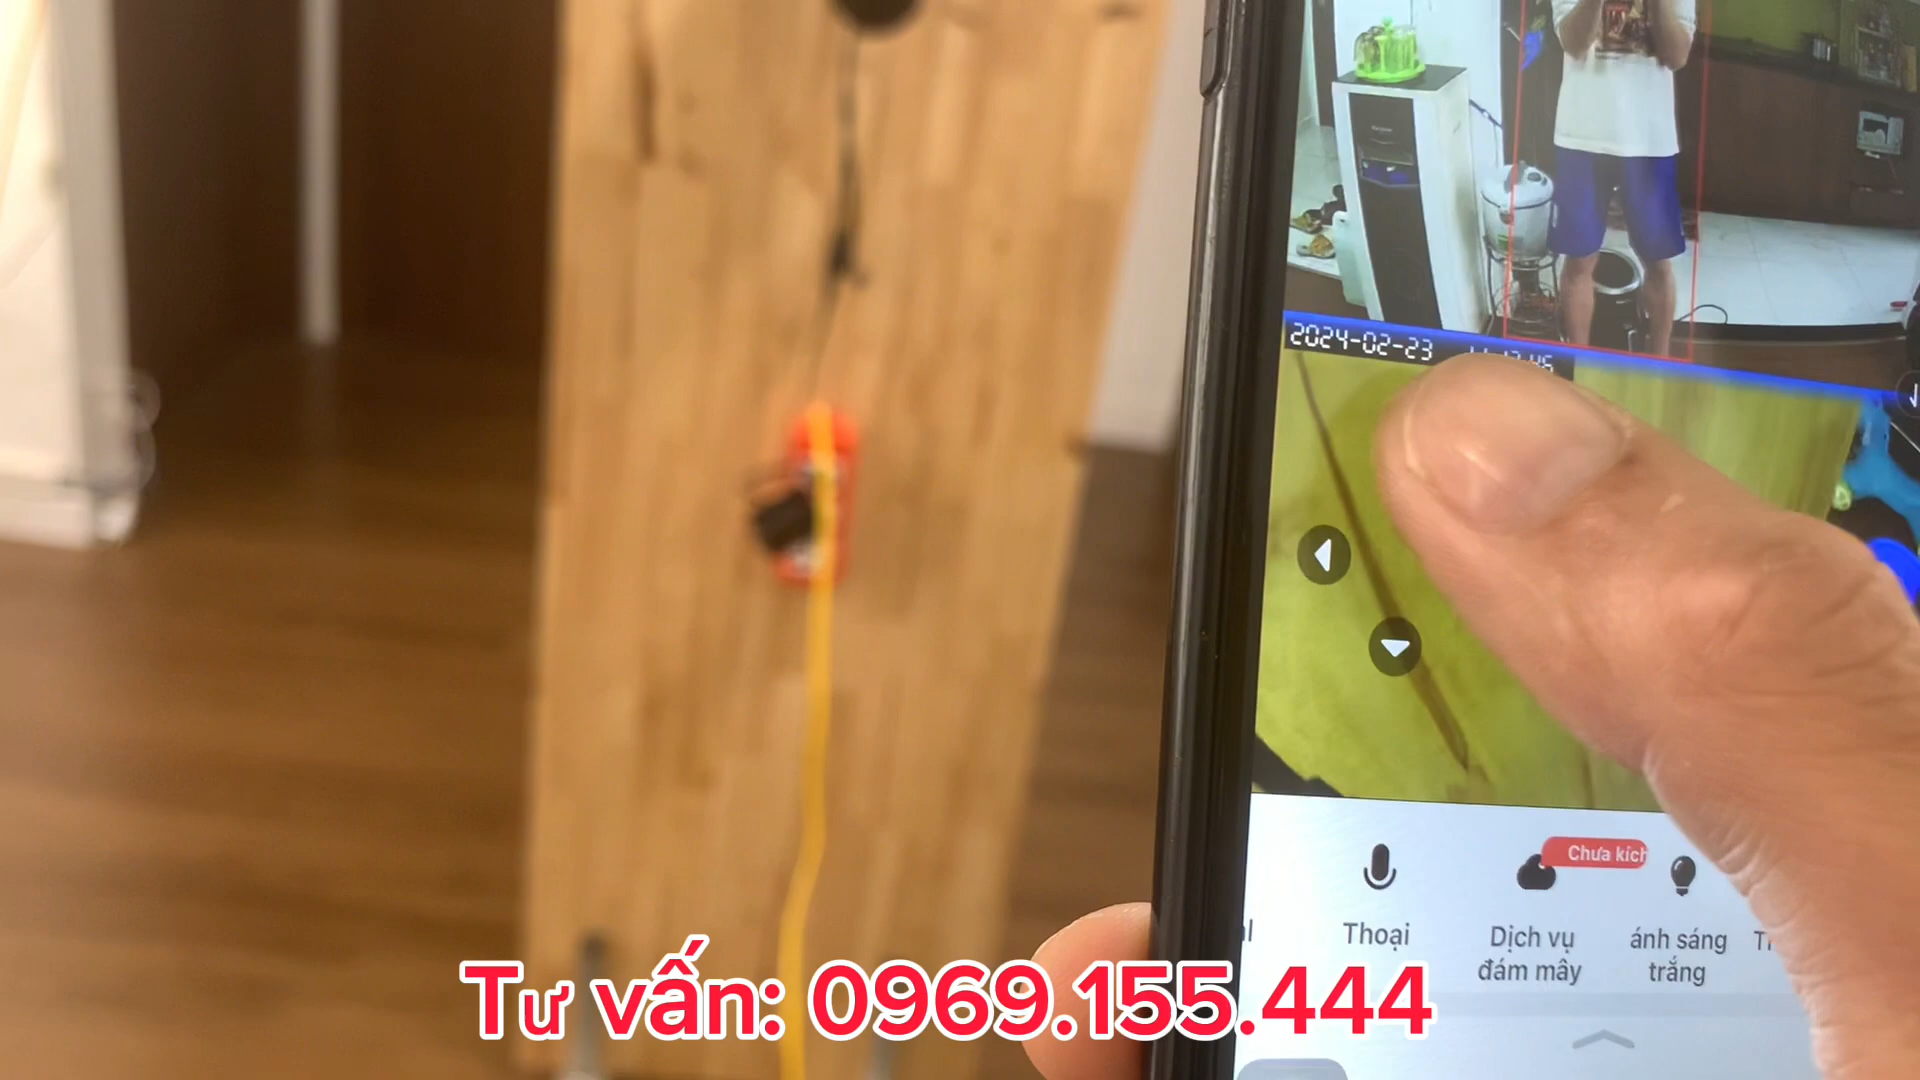 2024-02-23
Chưa kích
Thoại
Dịch vụ
đám mây
ánh sáng
trắng
Tư vấn: 0969.155.444